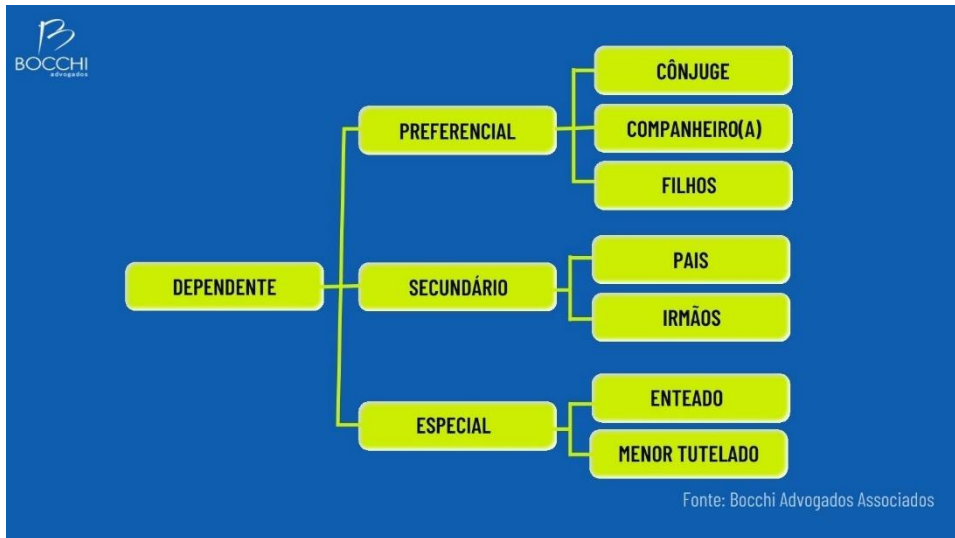 BOCCHI
advogados
DEPENDENTE
PREFERENCIAL
CÔNJUGE
COMPANHEIRO(A)
FILHOS
SECUNDÁRIO
PAIS
IRMÃOS
ESPECIAL
ENTEADO
MENOR TUTELADO
Fonte: Bocchi Advogados Associados